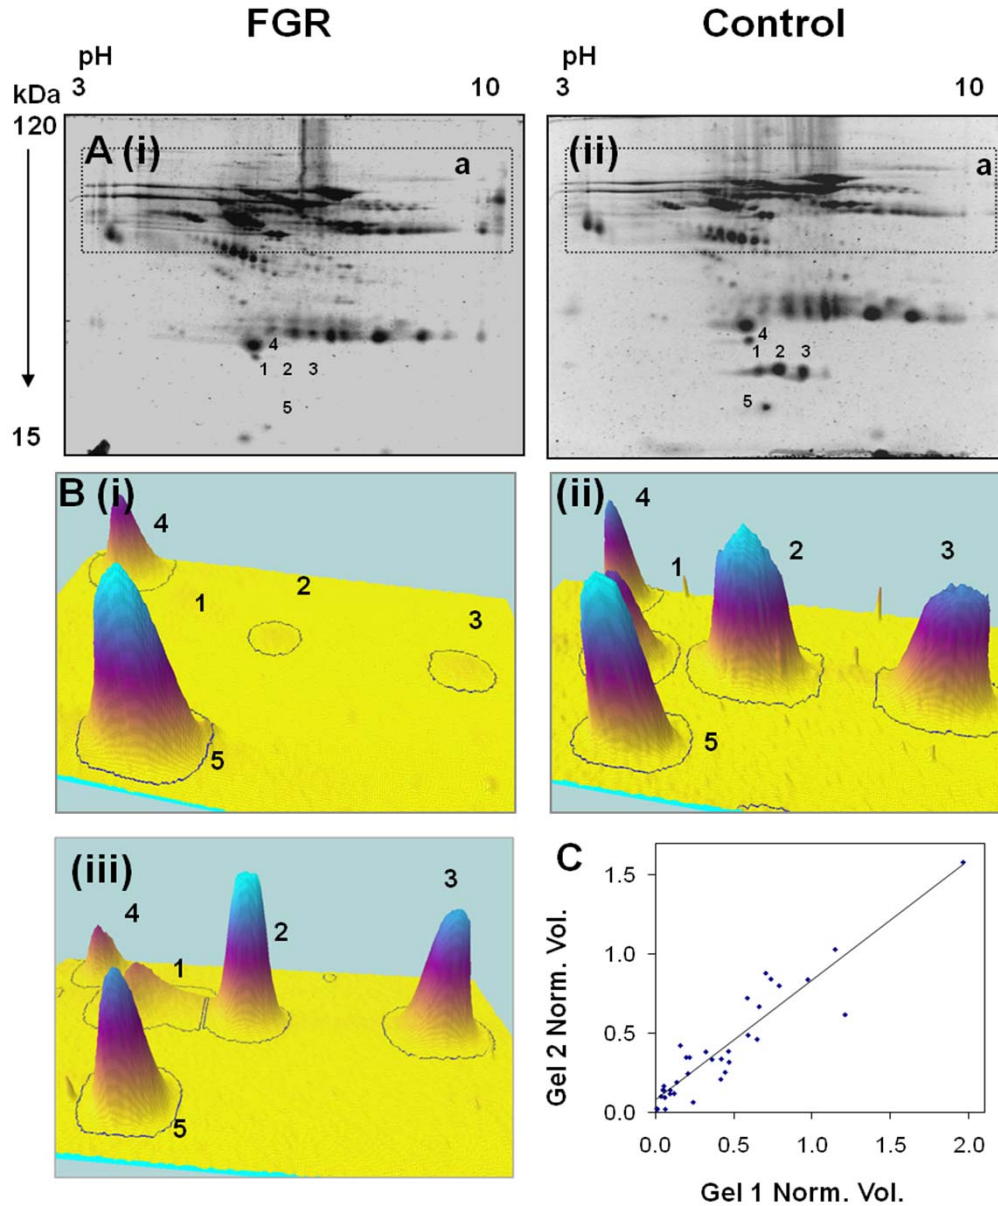 FGR Control
pH pH
3 10 3 10
kDa
120
A (i) a
(ii) a
4
1 2 3
5
4
1 2 3
5
15
B (i)
4
1
2
3
5
(ii)
4
1
2
3
5
(iii)
4
1
2
3
5
C
Gel 2 Norm. Vol.
1.5
1.0
0.5
0.0
0.0 0.5 1.0 1.5 2.0
Gel 1 Norm. Vol.